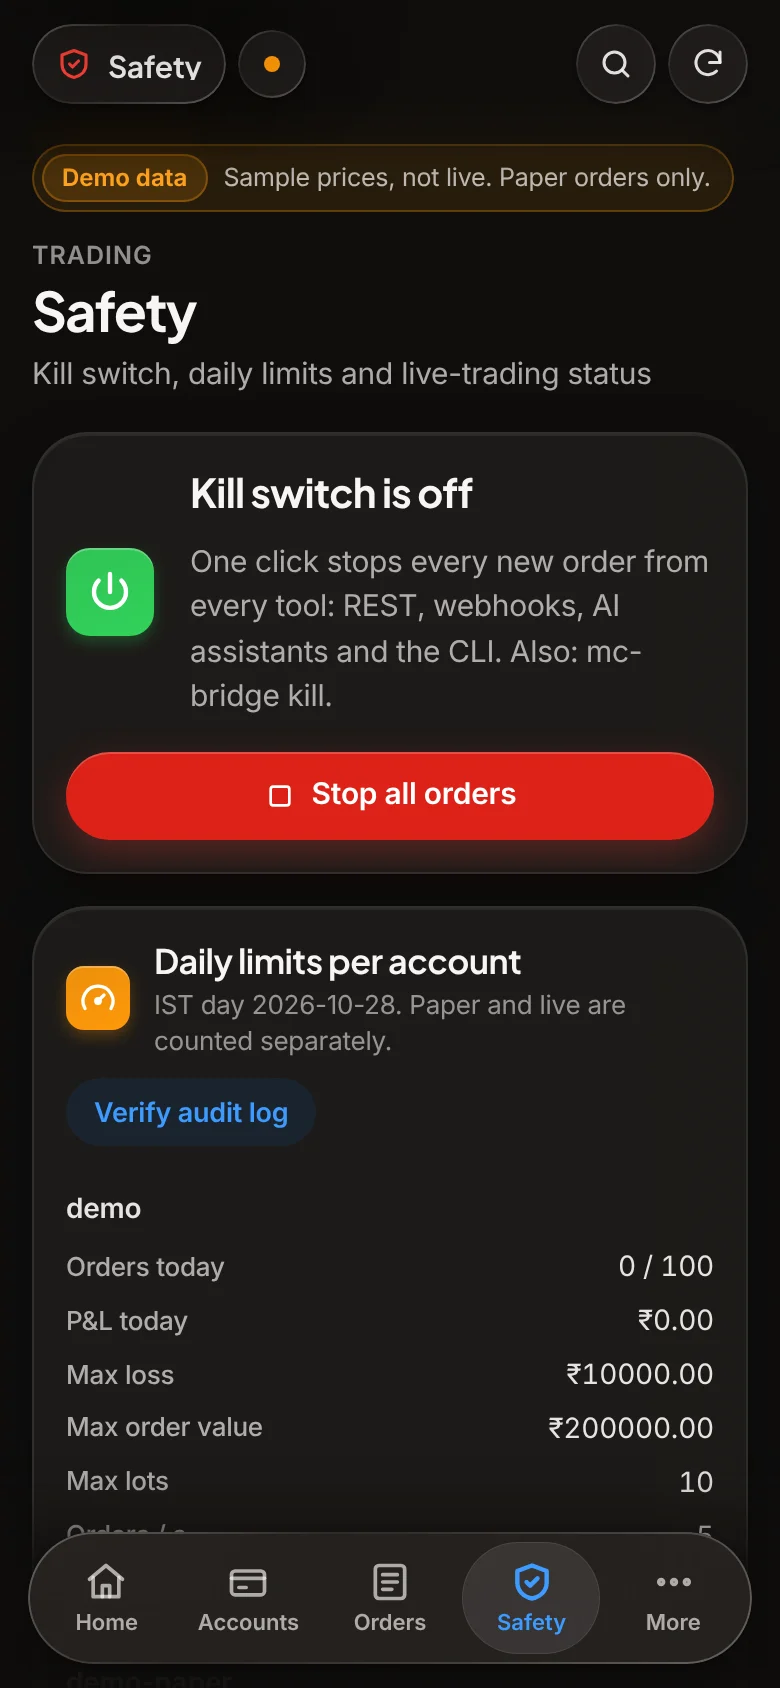 Safety
Demo data Sample prices, not live. Paper orders only.
TRADING
Safety
Kill switch, daily limits and live-trading status
Kill switch is off
One click stops every new order from
every tool: REST, webhooks, AI
assistants and the CLI. Also: mc-
bridge kill.
Stop all orders
Daily limits per account
IST day 2026-10-28. Paper and live are
counted separately.
Verify audit log
demo
Orders today 0 / 100
P&L today ₹0.00
Max loss ₹10000.00
Max order value ₹200000.00
Max lots 10
Orders / s 5
Home Accounts Orders Safety More
demo-paper